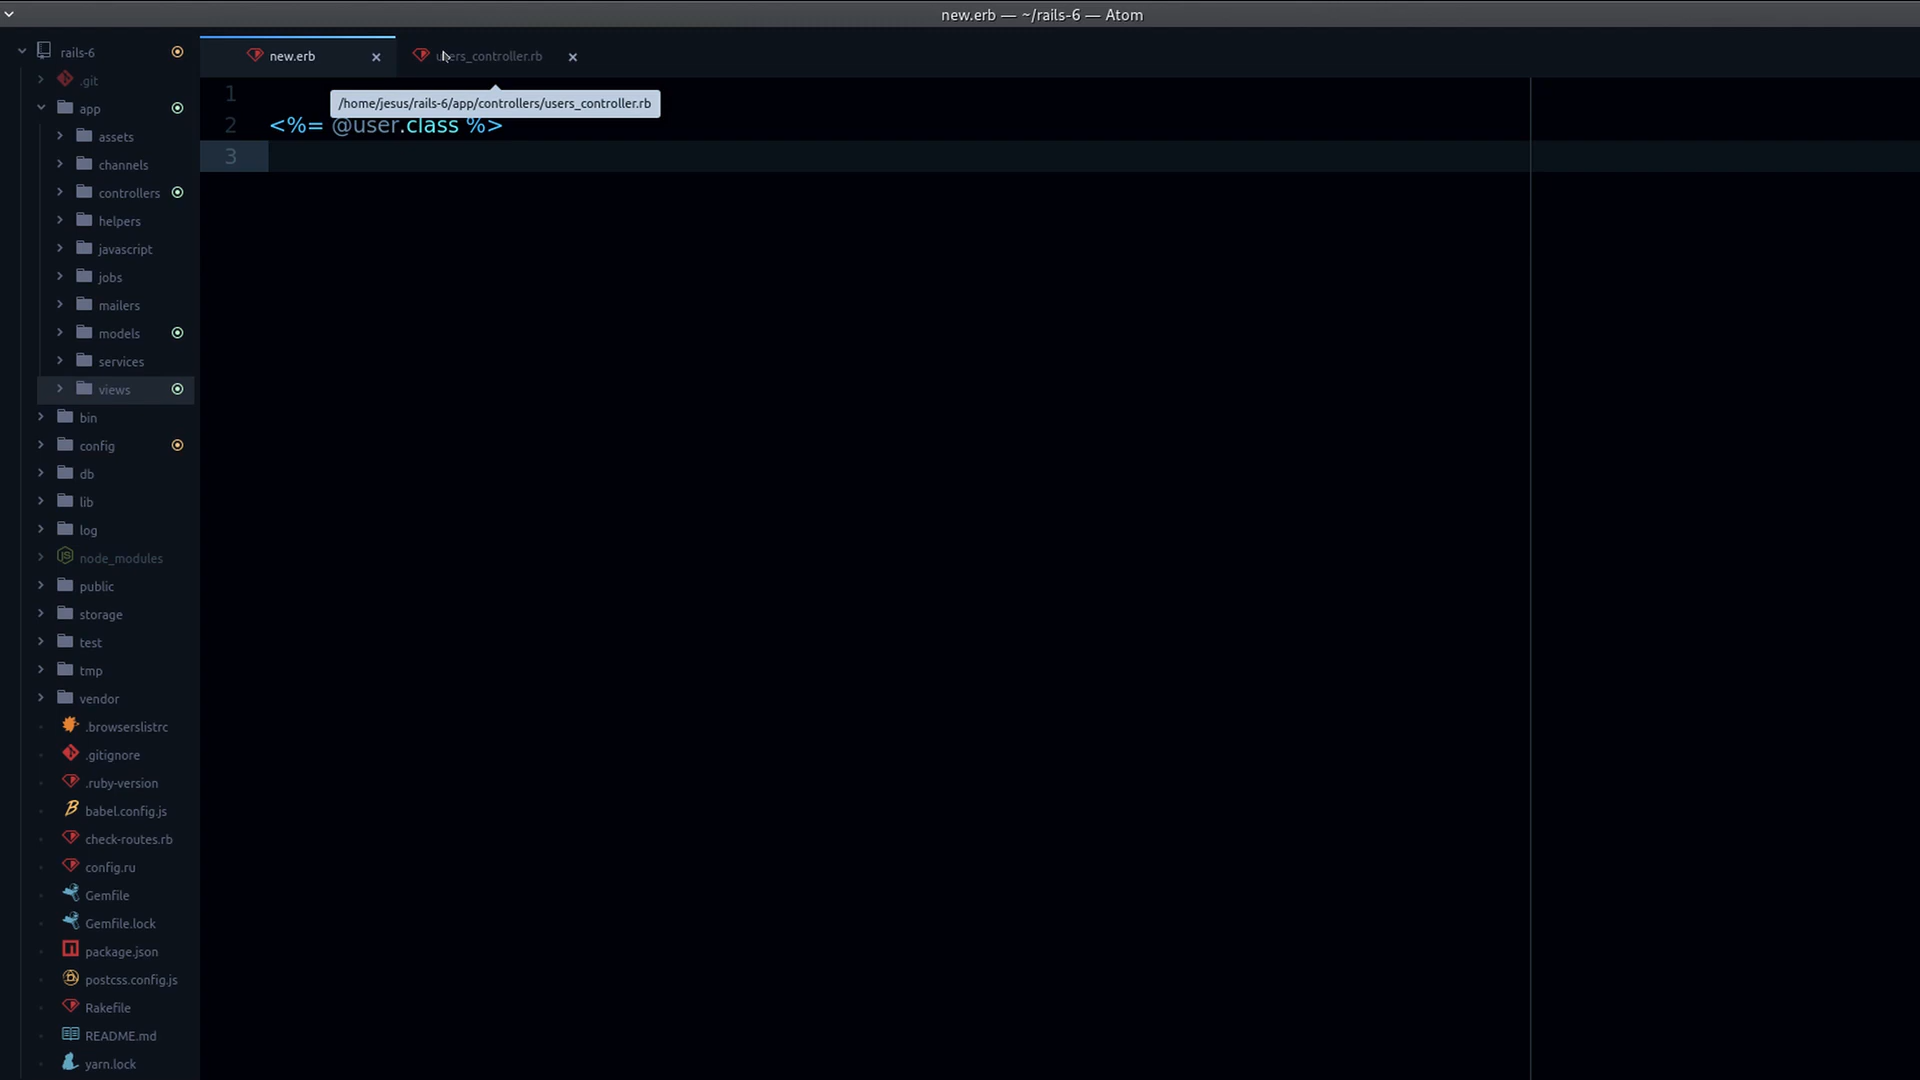 new.erb — ~/rails-6 — Atom
rails-6
.git
app
assets
channels
controllers
helpers
javascript
jobs
mailers
models
services
views
bin
config
db
lib
log
node_modules
public
storage
test
tmp
vendor
.browserslistrc
.gitignore
.ruby-version
babel.config.js
check-routes.rb
config.ru
Gemfile
Gemfile.lock
package.json
postcss.config.js
Rakefile
README.md
yarn.lock
new.erb
users_controller.rb
/home/jesus/rails-6/app/controllers/users_controller.rb
1
2 <%= @user.class %>
3